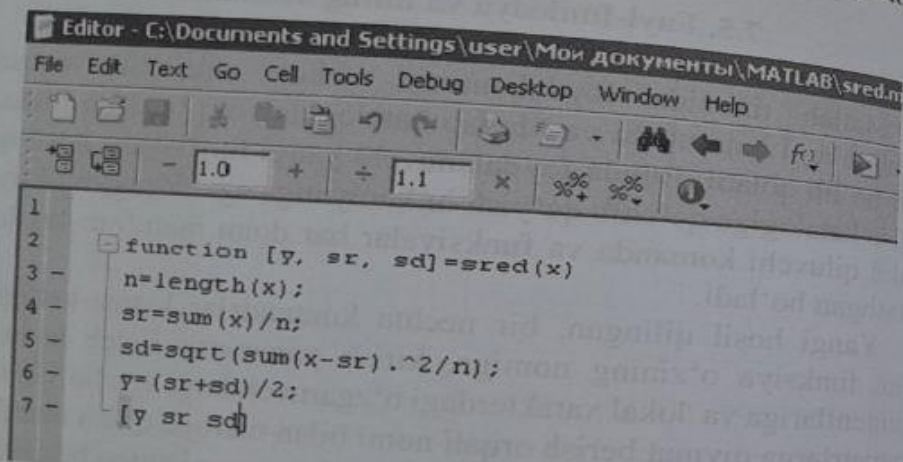 Editor - C:\Documents and Settings\user\Мои документы\MATLAB\sred.m
File Edit Text Go Cell Tools Debug Desktop Window Help
- 1.0 + ÷ 1.1 ×
1
2 function [y, sr, sd]=sred(x)
3 - n=length(x);
4 - sr=sum(x)/n;
5 - sd=sqrt(sum(x-sr).^2/n);
6 - y=(sr+sd)/2;
7 - [y sr sd]